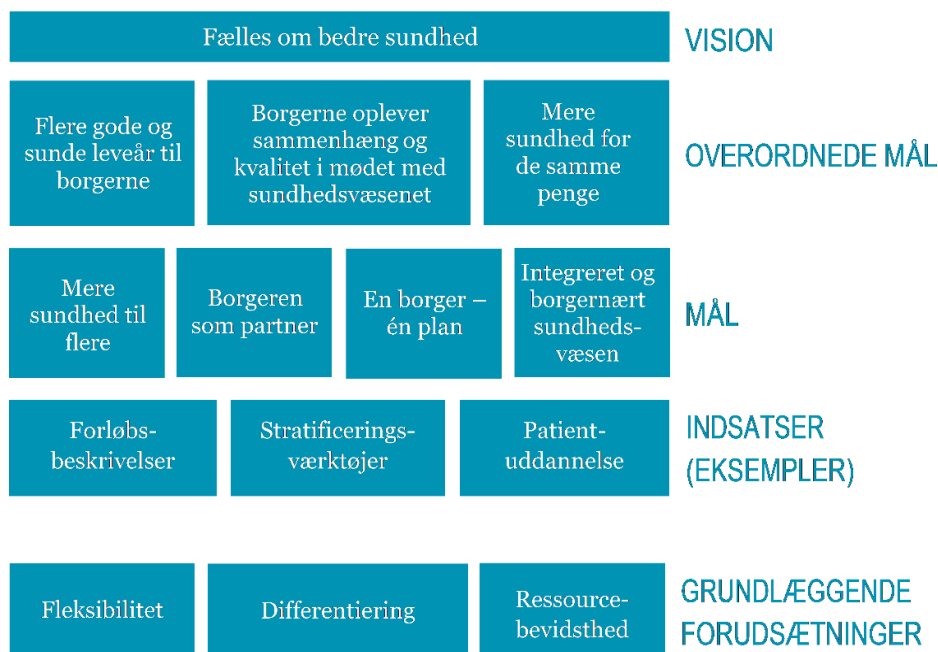 Fælles om bedre sundhed
VISION
Flere gode og
sunde leveår til
borgerne
Borgerne oplever
sammenhæng og
kvalitet i mødet med
sundhedsvæsenet
Mere
sundhed for
de samme
penge
OVERORDNEDE MÅL
Mere
sundhed til
flere
Borgeren
som partner
En borger –
én plan
Integreret og
borgernært
sundheds-
væsen
MÅL
Forløbs-
beskrivelser
Stratificerings-
værktøjer
Patient-
uddannelse
INDSATSER
(EKSEMPLER)
Fleksibilitet
Differentiering
Ressource-
bevidsthed
GRUNDLÆGGENDE
FORUDSÆTNINGER